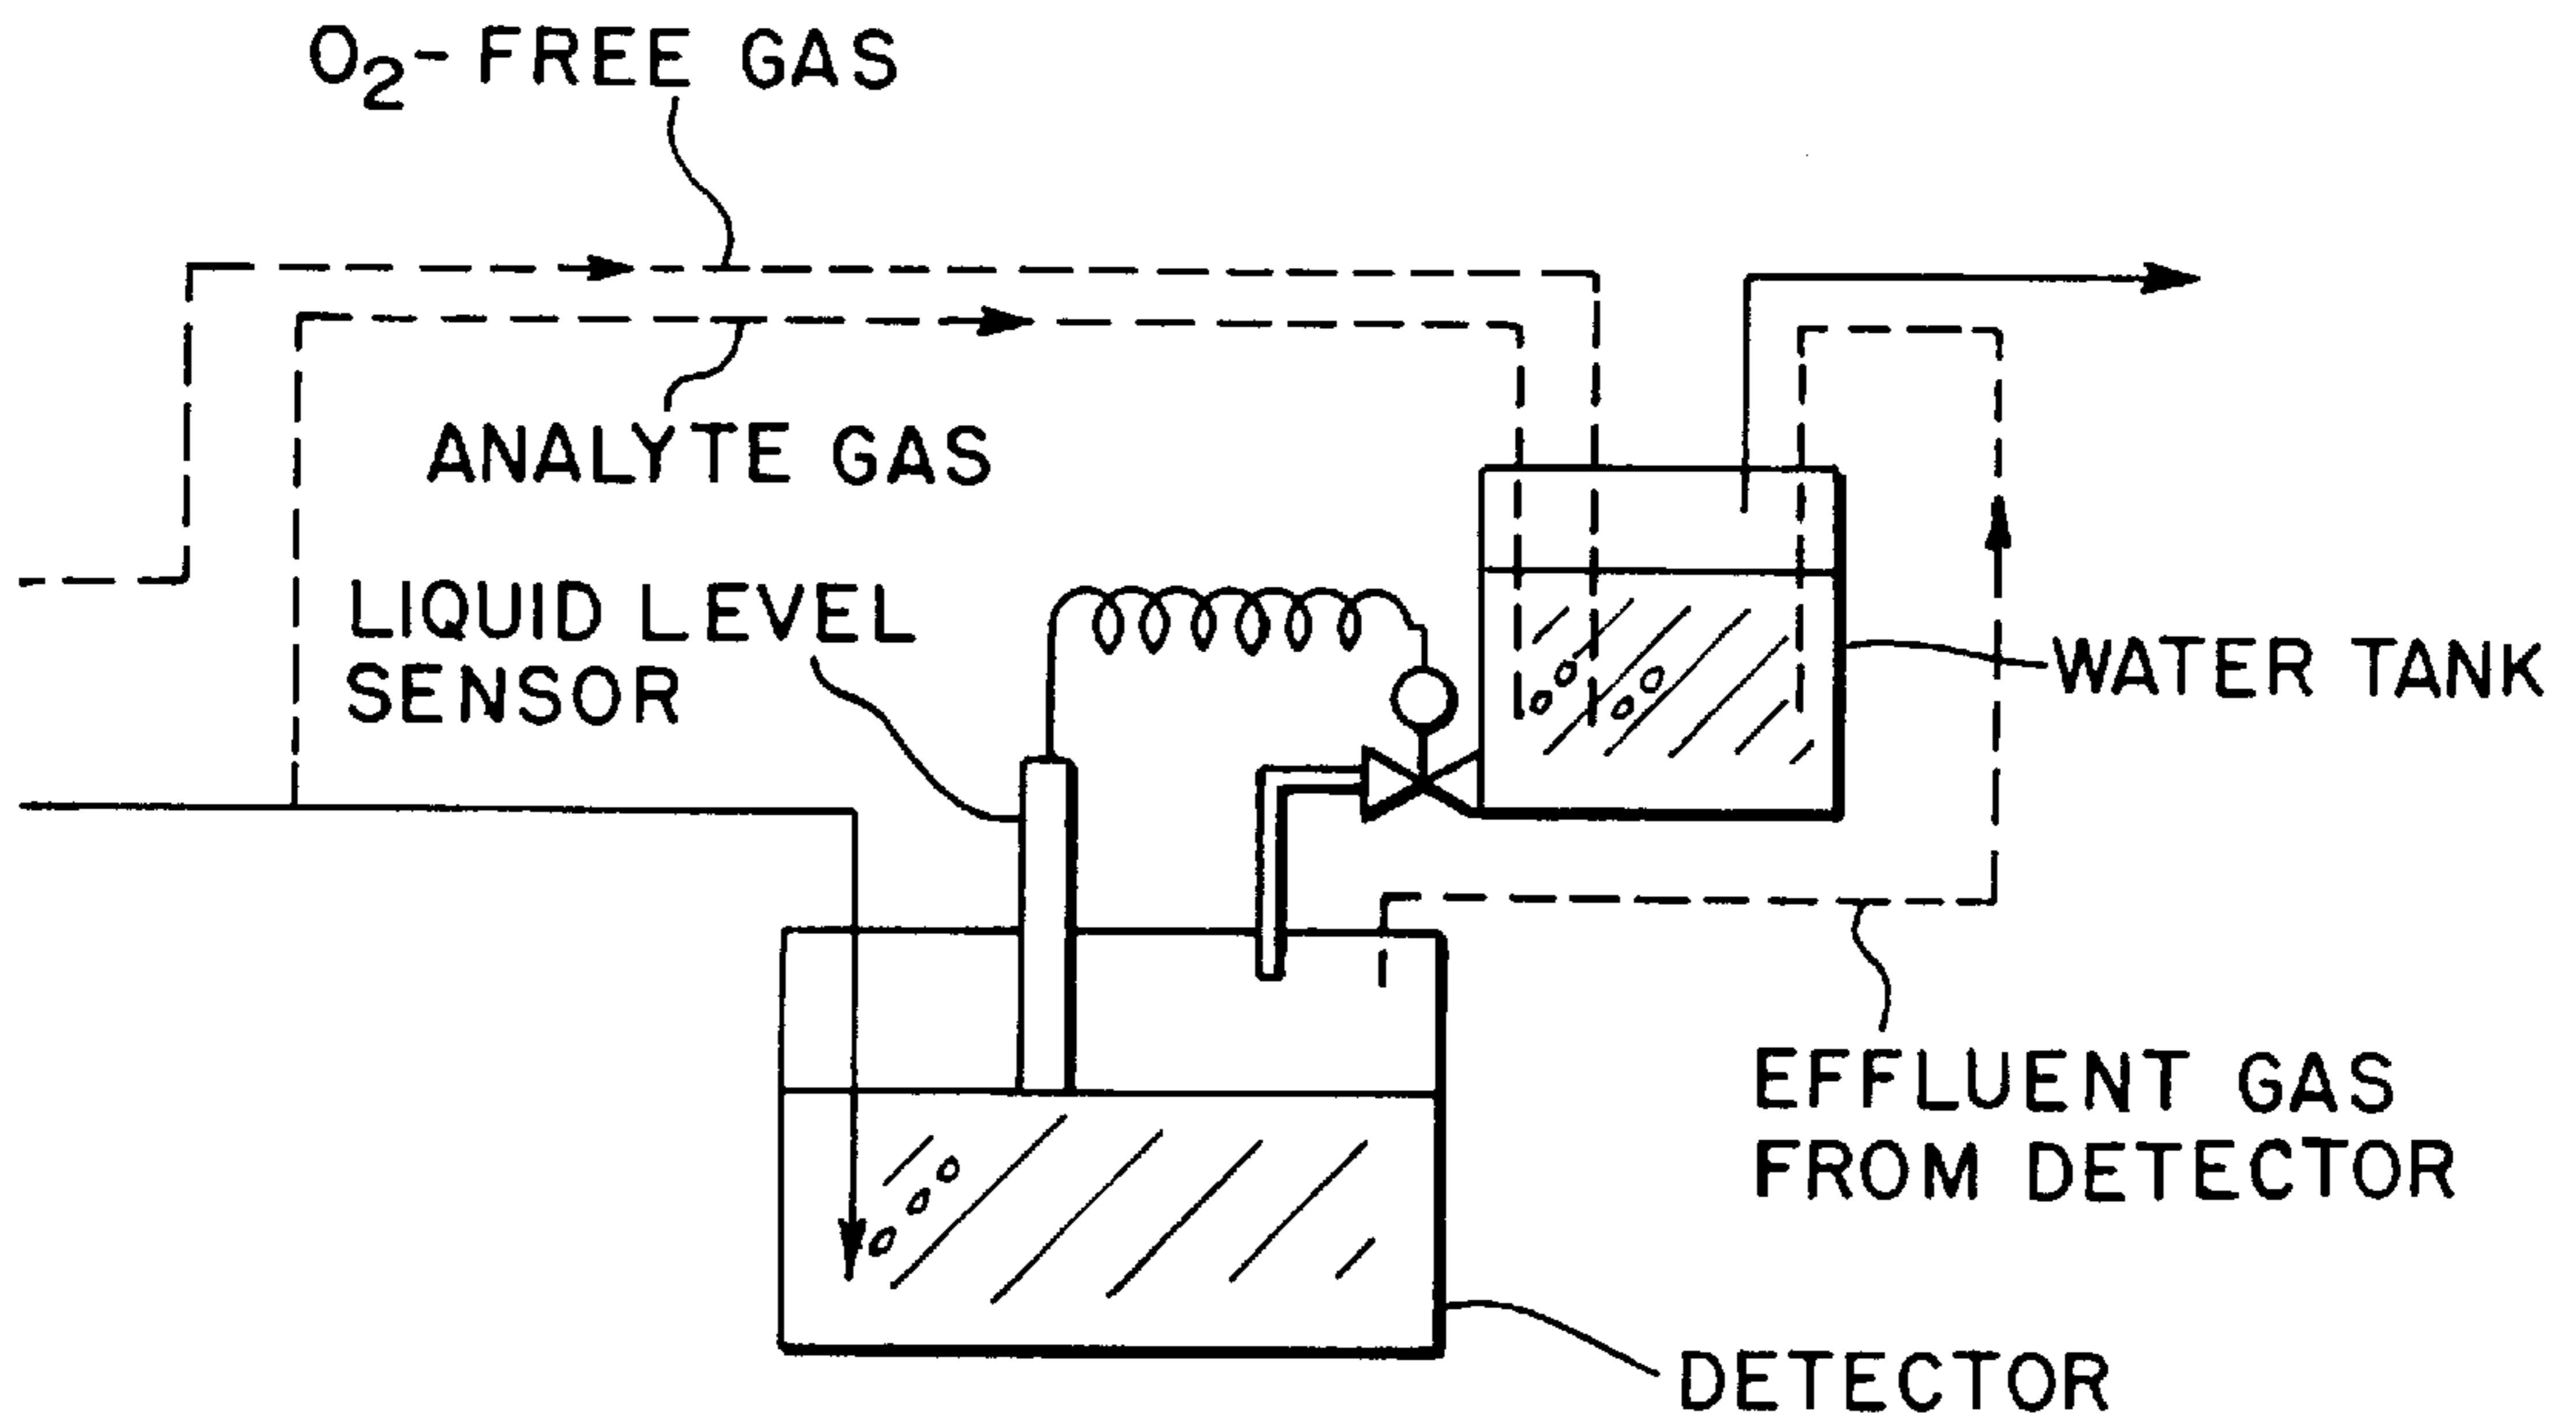 O₂- FREE GAS
ANALYTE GAS
LIQUID LEVEL
SENSOR
WATER TANK
EFFLUENT GAS
FROM DETECTOR
DETECTOR